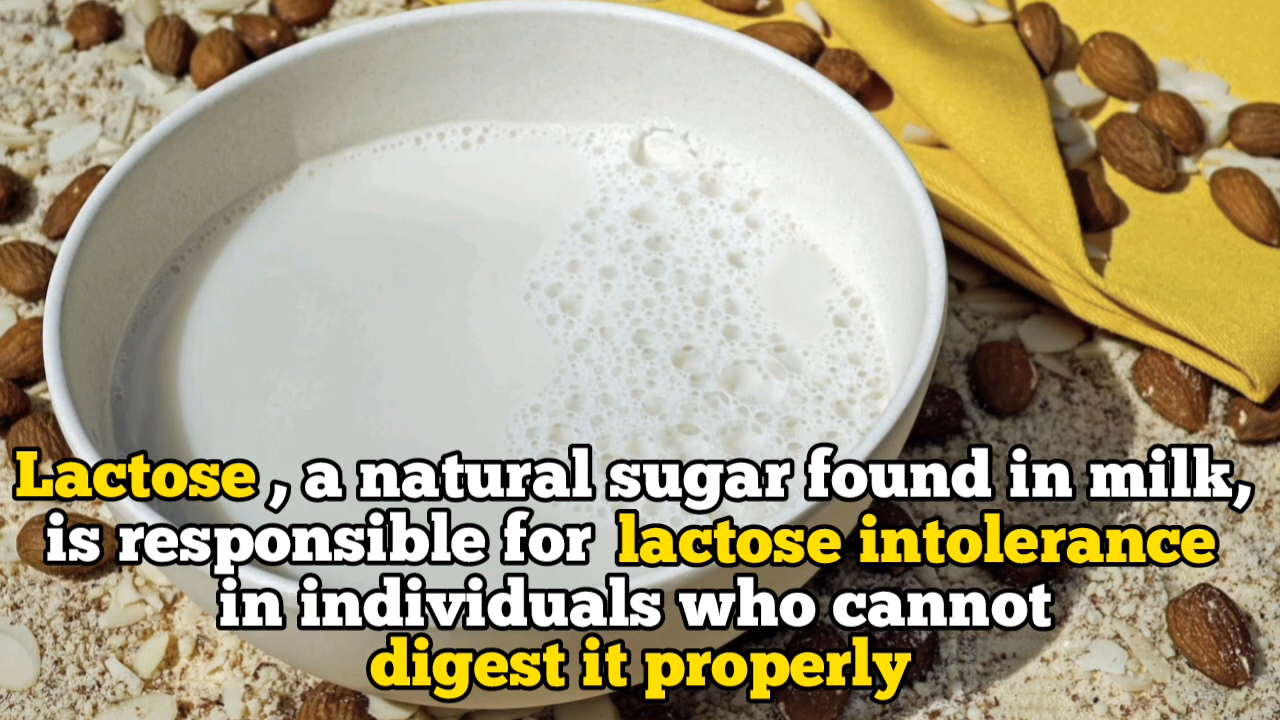 Lactose, a natural sugar found in milk,
is responsible for lactose intolerance
in individuals who cannot
digest it properly